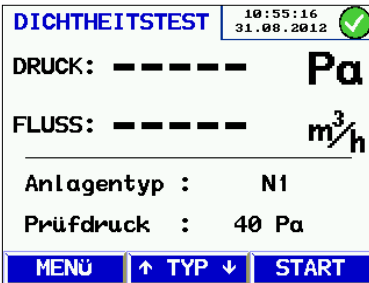 DICHTHEITSTEST
10:55:16
31.08.2012
DRUCK: ----- Pa
FLUSS: ----- m³/h
Anlagentyp : N1
Prüfdruck : 40 Pa
MENÜ ↑ TYP ↓ START